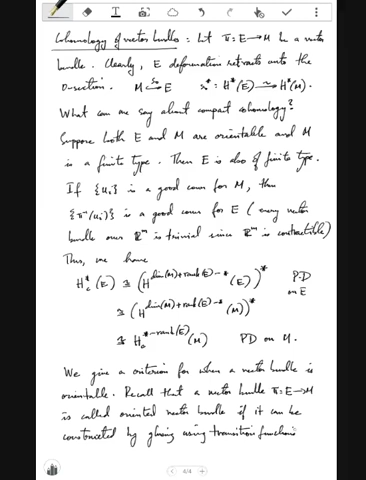 Cohomology of vector bundles : Let π: E → M be a vector
bundle. Clearly, E deformation retracts onto the
0-section. M →^{s₀} E s₀* : H*(E) →^{∼} H*(M).
What can we say about compact cohomology?
Suppose both E and M are orientable and M
is a finite type. Then E is also of finite type.
If {Uᵢ} is a good cover for M, then
{π⁻¹(Uᵢ)} is a good cover for E (every vector
bundle over ℝᵐ is trivial since ℝᵐ is contractible)
Thus, we have
H_c^*(E) ≅ (H^{dim(M)+rank(E)-*}(E))^* P.D on E
≅ (H^{dim(M)+rank(E)-*}(M))^*
≅ H_c^{*-rank(E)}(M) PD on M.
We give a criterion for when a vector bundle is
orientable. Recall that a vector bundle π: E → M
is called oriented vector bundle if it can be
constructed by gluing using transition functions
4/4